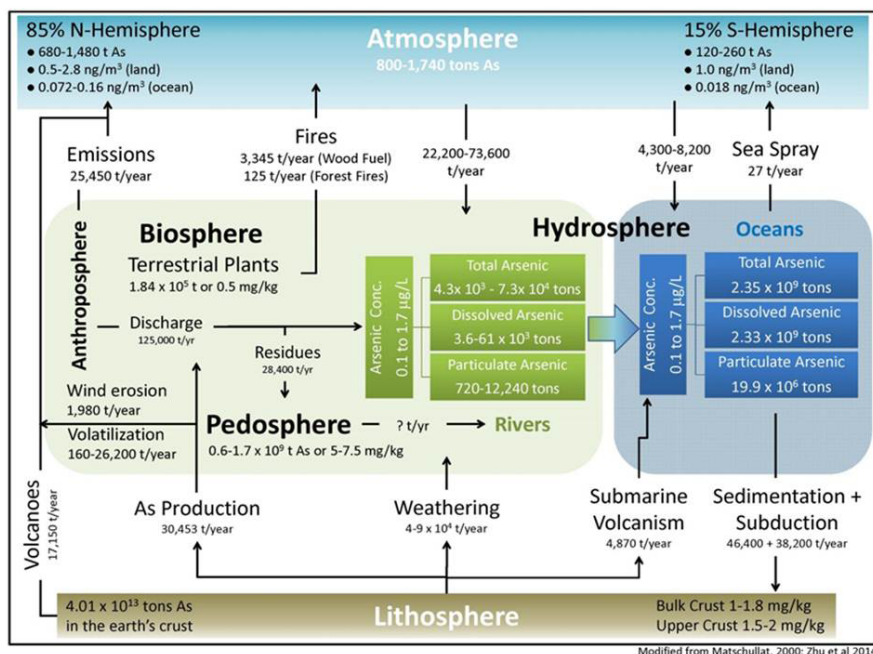 85% N-Hemisphere
● 680-1,480 t As
● 0.5-2.8 ng/m³ (land)
● 0.072-0.16 ng/m³ (ocean)
Atmosphere
800-1,740 tons As
15% S-Hemisphere
● 120-260 t As
● 1.0 ng/m³ (land)
● 0.018 ng/m³ (ocean)
Emissions
25,450 t/year
Fires
3,345 t/year (Wood Fuel)
125 t/year (Forest Fires)
22,200-73,600
t/year
4,300-8,200
t/year
Sea Spray
27 t/year
Biosphere
Terrestrial Plants
1.84 x 10⁵ t or 0.5 mg/kg
Anthroposphere
Discharge
125,000 t/yr
Residues
28,400 t/yr
Hydrosphere
Arsenic Conc.
0.1 to 1.7 µg/L
Total Arsenic
4.3x 10³ - 7.3x 10⁴ tons
Dissolved Arsenic
3.6-61 x 10³ tons
Particulate Arsenic
720-12,240 tons
Oceans
Arsenic Conc.
0.1 to 1.7 µg/L
Total Arsenic
2.35 x 10⁹ tons
Dissolved Arsenic
2.33 x 10⁹ tons
Particulate Arsenic
19.9 x 10⁶ tons
Wind erosion
1,980 t/year
Volatilization
160-26,200 t/year
Pedosphere
0.6-1.7 x 10⁹ t As or 5-7.5 mg/kg
? t/yr
Rivers
Volcanoes
17,150 t/year
As Production
30,453 t/year
Weathering
4-9 x 10⁴ t/year
Submarine
Volcanism
4,870 t/year
Sedimentation +
Subduction
46,400 + 38,200 t/year
4.01 x 10¹³ tons As
in the earth's crust
Lithosphere
Bulk Crust 1-1.8 mg/kg
Upper Crust 1.5-2 mg/kg
Modified from Matschullat, 2000; Zhu et al 2014